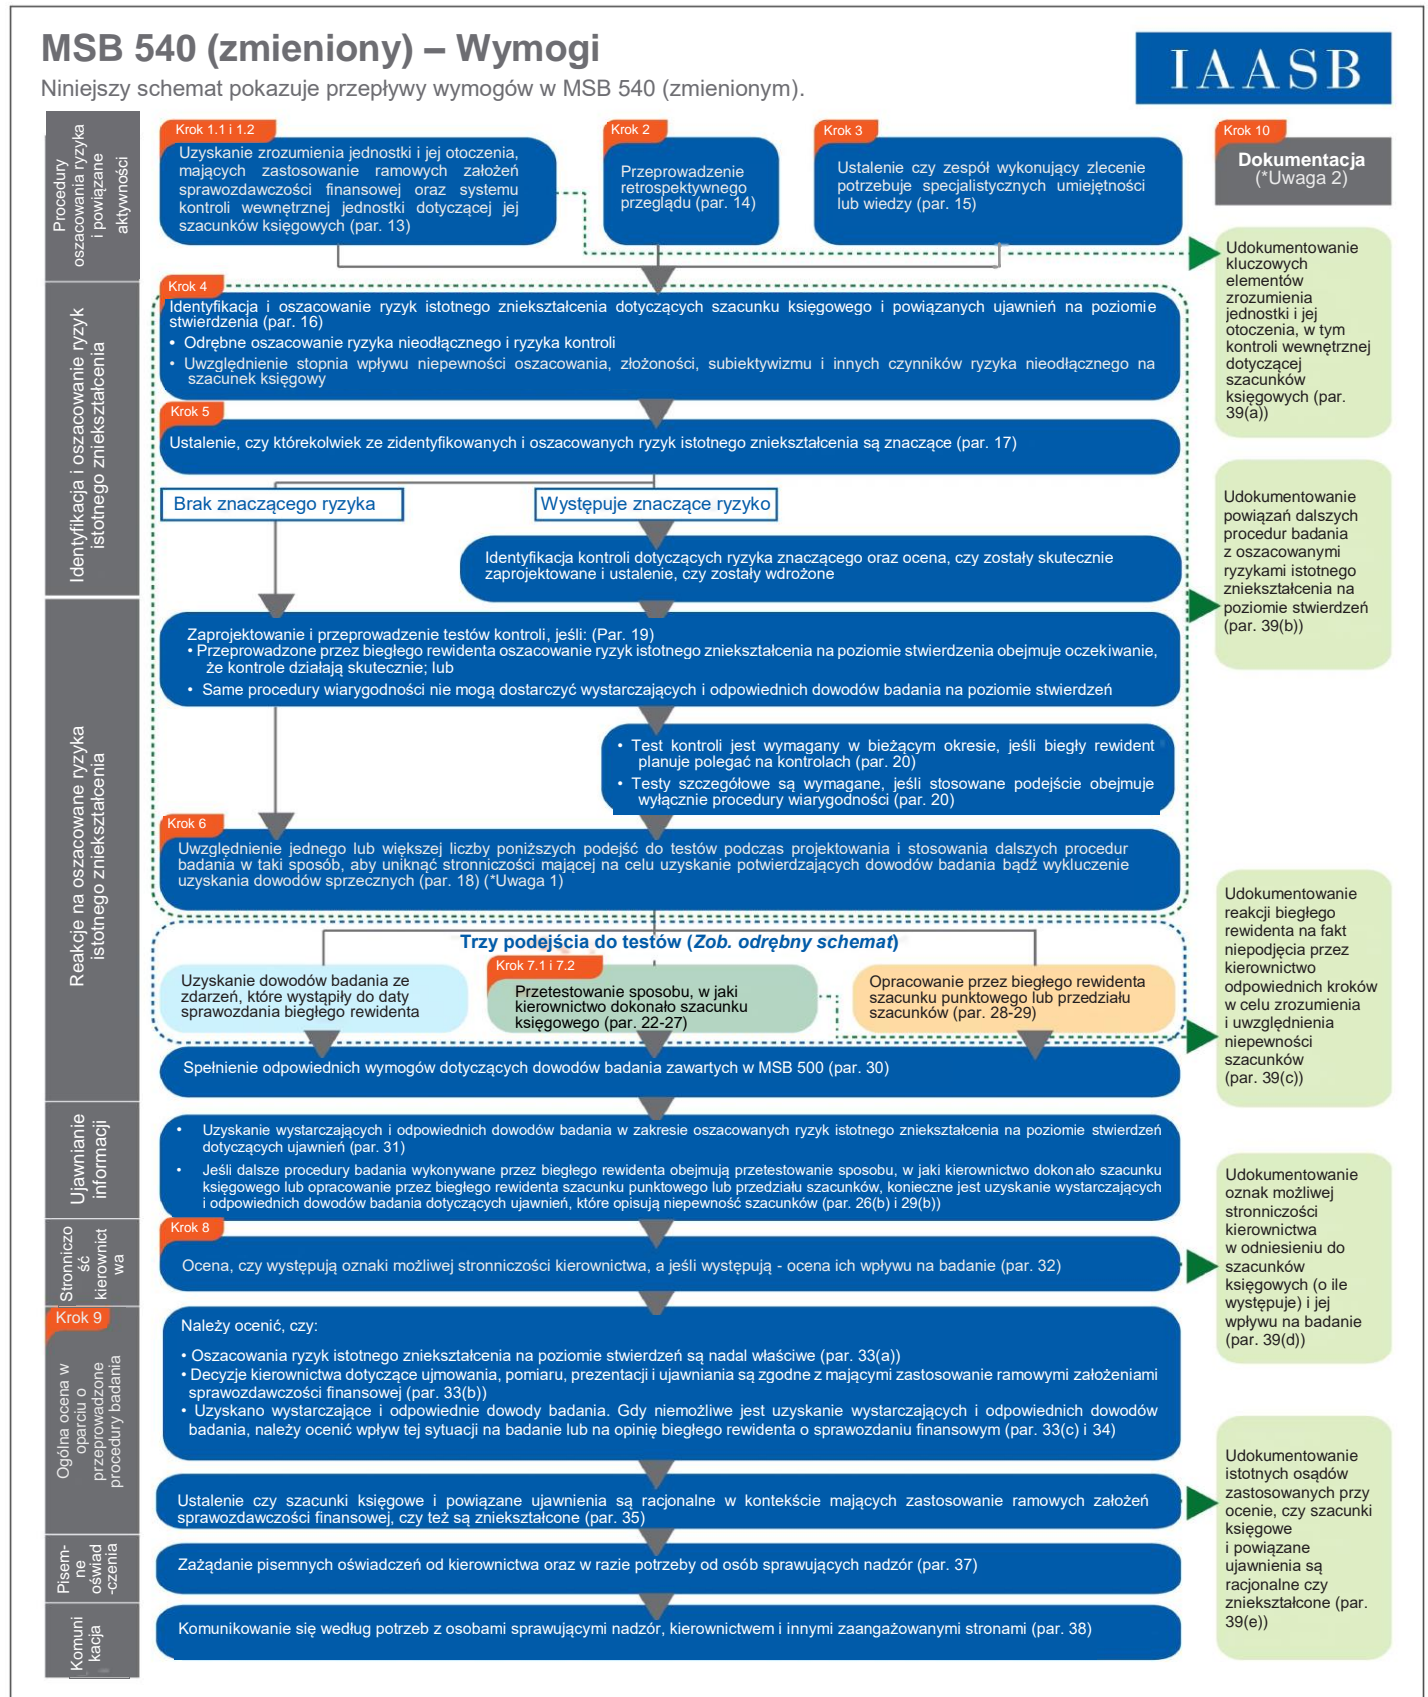 MSB 540 (zmieniony) – Wymogi
Niniejszy schemat pokazuje przepływy wymogów w MSB 540 (zmienionym).
IAASB
Procedury
oszacowania ryzyka
i powiązane
aktywności
Krok 1.1 i 1.2
Uzyskanie zrozumienia jednostki i jej otoczenia,
mających zastosowanie ramowych założeń
sprawozdawczości finansowej oraz systemu
kontroli wewnętrznej jednostki dotyczącej jej
szacunków księgowych (par. 13)
Krok 2
Przeprowadzenie
retrospektywnego
przeglądu (par. 14)
Krok 3
Ustalenie czy zespół wykonujący zlecenie
potrzebuje specjalistycznych umiejętności
lub wiedzy (par. 15)
Krok 10
Dokumentacja
(*Uwaga 2)
Udokumentowanie
kluczowych
elementów
zrozumienia
jednostki i jej
otoczenia, w tym
kontroli wewnętrznej
dotyczącej
szacunków
księgowych (par.
39(a))
Identyfikacja i oszacowanie ryzyk
istotnego zniekształcenia
Krok 4
Identyfikacja i oszacowanie ryzyk istotnego zniekształcenia dotyczących szacunku księgowego i powiązanych ujawnień na poziomie
stwierdzenia (par. 16)
• Odrębne oszacowanie ryzyka nieodłącznego i ryzyka kontroli
• Uwzględnienie stopnia wpływu niepewności oszacowania, złożoności, subiektywizmu i innych czynników ryzyka nieodłącznego na
szacunek księgowy
Krok 5
Ustalenie, czy którekolwiek ze zidentyfikowanych i oszacowanych ryzyk istotnego zniekształcenia są znaczące (par. 17)
Brak znaczącego ryzyka
Występuje znaczące ryzyko
Identyfikacja kontroli dotyczących ryzyka znaczącego oraz ocena, czy zostały skutecznie
zaprojektowane i ustalenie, czy zostały wdrożone
Udokumentowanie
powiązań dalszych
procedur badania
z oszacowanymi
ryzykami istotnego
zniekształcenia na
poziomie stwierdzeń
(par. 39(b))
Reakcje na oszacowane ryzyka
istotnego zniekształcenia
Zaprojektowanie i przeprowadzenie testów kontroli, jeśli: (Par. 19)
• Przeprowadzone przez biegłego rewidenta oszacowanie ryzyk istotnego zniekształcenia na poziomie stwierdzenia obejmuje oczekiwanie,
że kontrole działają skutecznie; lub
• Same procedury wiarygodności nie mogą dostarczyć wystarczających i odpowiednich dowodów badania na poziomie stwierdzeń
• Test kontroli jest wymagany w bieżącym okresie, jeśli biegły rewident
planuje polegać na kontrolach (par. 20)
• Testy szczegółowe są wymagane, jeśli stosowane podejście obejmuje
wyłącznie procedury wiarygodności (par. 20)
Krok 6
Uwzględnienie jednego lub większej liczby poniższych podejść do testów podczas projektowania i stosowania dalszych procedur
badania w taki sposób, aby uniknąć stronniczości mającej na celu uzyskanie potwierdzających dowodów badania bądź wykluczenie
uzyskania dowodów sprzecznych (par. 18) (*Uwaga 1)
Trzy podejścia do testów (Zob. odrębny schemat)
Uzyskanie dowodów badania ze
zdarzeń, które wystąpiły do daty
sprawozdania biegłego rewidenta
Krok 7.1 i 7.2
Przetestowanie sposobu, w jaki
kierownictwo dokonało szacunku
księgowego (par. 22-27)
Opracowanie przez biegłego rewidenta
szacunku punktowego lub przedziału
szacunków (par. 28-29)
Udokumentowanie
reakcji biegłego
rewidenta na fakt
niepodjęcia przez
kierownictwo
odpowiednich kroków
w celu zrozumienia
i uwzględnienia
niepewności
szacunków
(par. 39(c))
Spełnienie odpowiednich wymogów dotyczących dowodów badania zawartych w MSB 500 (par. 30)
Ujawnianie
informacji
• Uzyskanie wystarczających i odpowiednich dowodów badania w zakresie oszacowanych ryzyk istotnego zniekształcenia na poziomie stwierdzeń
dotyczących ujawnień (par. 31)
• Jeśli dalsze procedury badania wykonywane przez biegłego rewidenta obejmują przetestowanie sposobu, w jaki kierownictwo dokonało szacunku
księgowego lub opracowanie przez biegłego rewidenta szacunku punktowego lub przedziału szacunków, konieczne jest uzyskanie wystarczających
i odpowiednich dowodów badania dotyczących ujawnień, które opisują niepewność szacunków (par. 26(b) i 29(b))
Stronniczo
ść
kierownict
wa
Krok 8
Ocena, czy występują oznaki możliwej stronniczości kierownictwa, a jeśli występują - ocena ich wpływu na badanie (par. 32)
Udokumentowanie
oznak możliwej
stronniczości
kierownictwa
w odniesieniu do
szacunków
księgowych (o ile
występuje) i jej
wpływu na badanie
(par. 39(d))
Krok 9
Ogólna ocena w
oparciu o
przeprowadzone
procedury badania
Należy ocenić, czy:
• Oszacowania ryzyk istotnego zniekształcenia na poziomie stwierdzeń są nadal właściwe (par. 33(a))
• Decyzje kierownictwa dotyczące ujmowania, pomiaru, prezentacji i ujawniania są zgodne z mającymi zastosowanie ramowymi założeniami
sprawozdawczości finansowej (par. 33(b))
• Uzyskano wystarczające i odpowiednie dowody badania. Gdy niemożliwe jest uzyskanie wystarczających i odpowiednich dowodów
badania, należy ocenić wpływ tej sytuacji na badanie lub na opinię biegłego rewidenta o sprawozdaniu finansowym (par. 33(c) i 34)
Ustalenie czy szacunki księgowe i powiązane ujawnienia są racjonalne w kontekście mających zastosowanie ramowych założeń
sprawozdawczości finansowej, czy też są zniekształcone (par. 35)
Udokumentowanie
istotnych osądów
zastosowanych przy
ocenie, czy szacunki
księgowe
i powiązane
ujawnienia są
racjonalne czy
zniekształcone (par.
39(e))
Pisem-
ne
oświad
-czenia
Zażądanie pisemnych oświadczeń od kierownictwa oraz w razie potrzeby od osób sprawujących nadzór (par. 37)
Komuni
kacja
Komunikowanie się według potrzeb z osobami sprawującymi nadzór, kierownictwem i innymi zaangażowanymi stronami (par. 38)